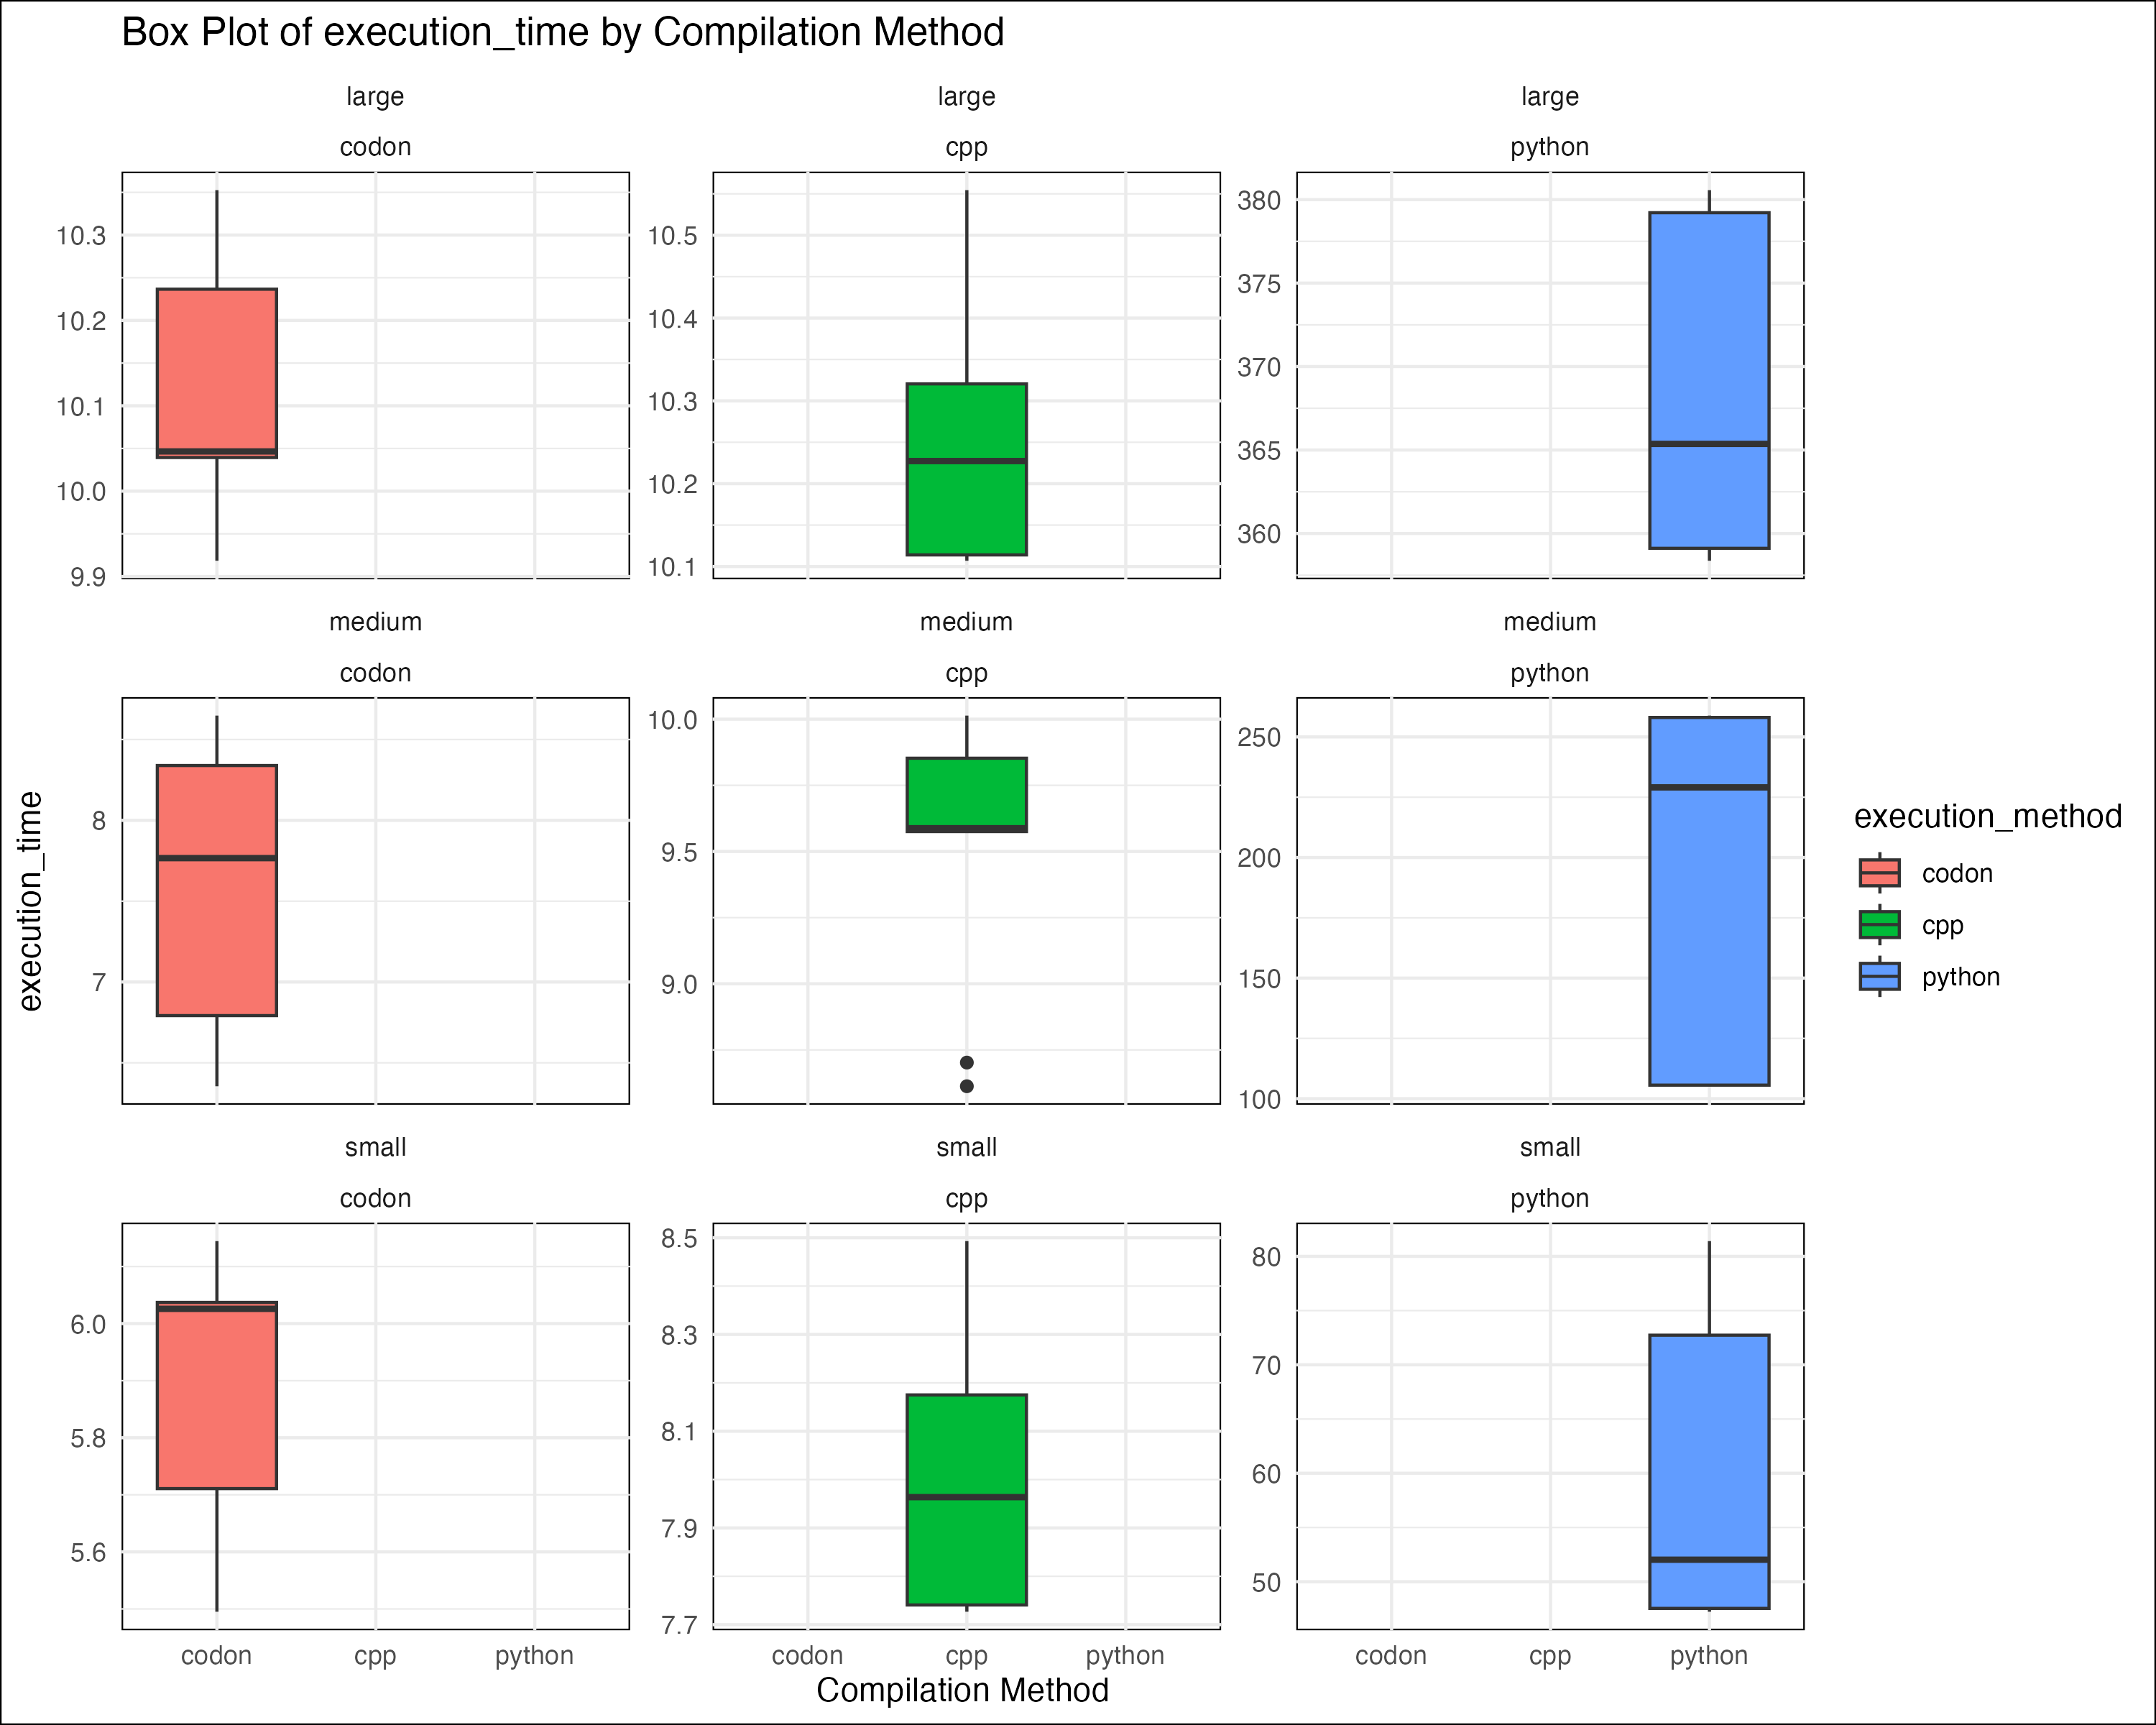 Box Plot of execution_time by Compilation Method
large
codon
large
cpp
large
python
10.3
10.2
10.1
10.0
9.9
10.5
10.4
10.3
10.2
10.1
380
375
370
365
360
medium
codon
medium
cpp
medium
python
8
7
10.0
9.5
9.0
250
200
150
100
small
codon
small
cpp
small
python
6.0
5.8
5.6
8.5
8.3
8.1
7.9
7.7
80
70
60
50
codon cpp python
codon cpp python
codon cpp python
Compilation Method
execution_time
execution_method
codon
cpp
python